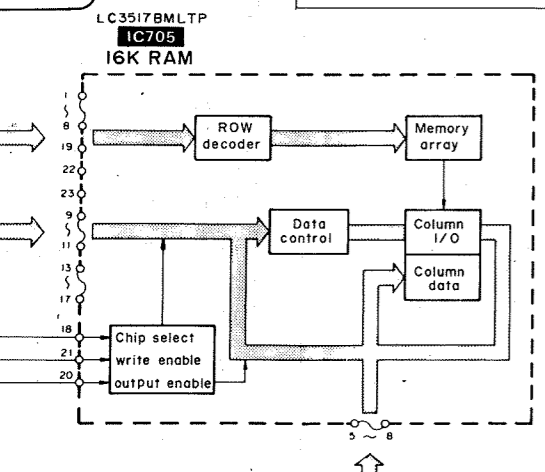 LC3517BMLTP
IC705
16K RAM
1
~
8
19
22
23
9
~
11
13
~
17
18
21
20
ROW
decoder
Memory
array
Data
control
Column
I/O
Column
data
Chip select
write enable
output enable
5 ~ 8